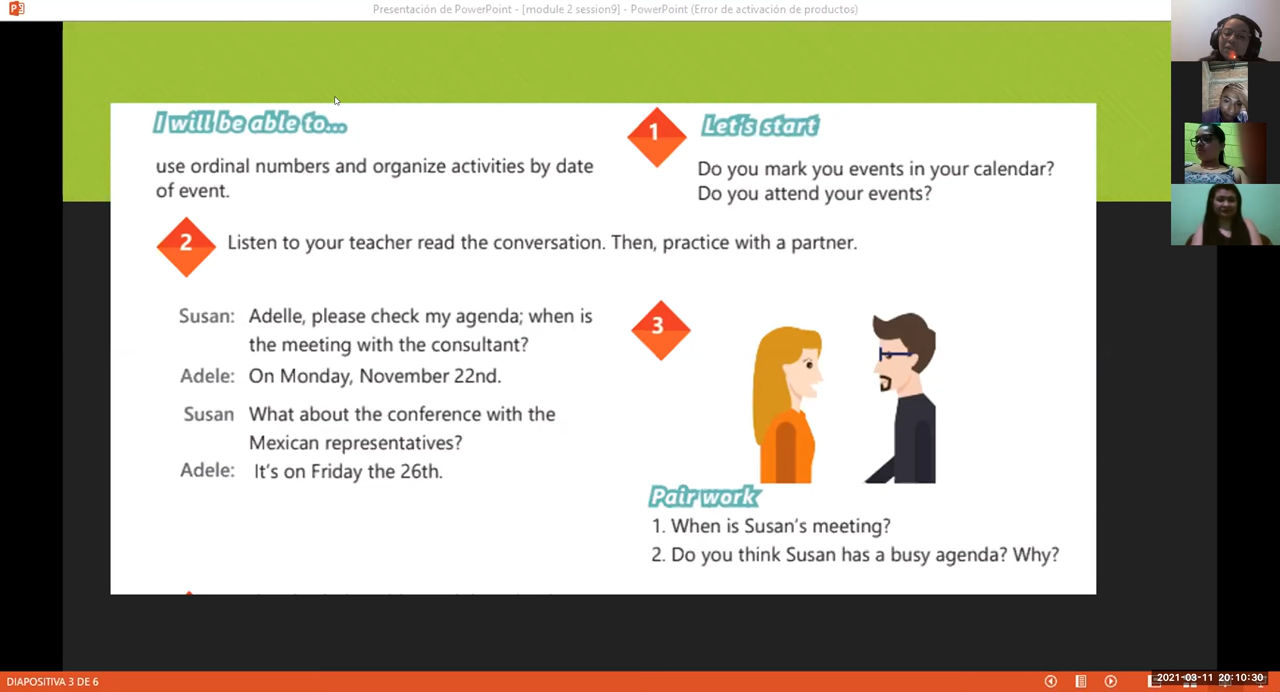 Presentación de PowerPoint - [module 2 session9] - PowerPoint (Error de activación de productos)
I will be able to...
use ordinal numbers and organize activities by date
of event.
1
Let's start
Do you mark you events in your calendar?
Do you attend your events?
2
Listen to your teacher read the conversation. Then, practice with a partner.
Susan: Adelle, please check my agenda; when is
the meeting with the consultant?
Adele: On Monday, November 22nd.
Susan What about the conference with the
Mexican representatives?
Adele: It's on Friday the 26th.
3
Pair work
1. When is Susan's meeting?
2. Do you think Susan has a busy agenda? Why?
DIAPOSITIVA 3 DE 6
2021-03-11 20:10:30